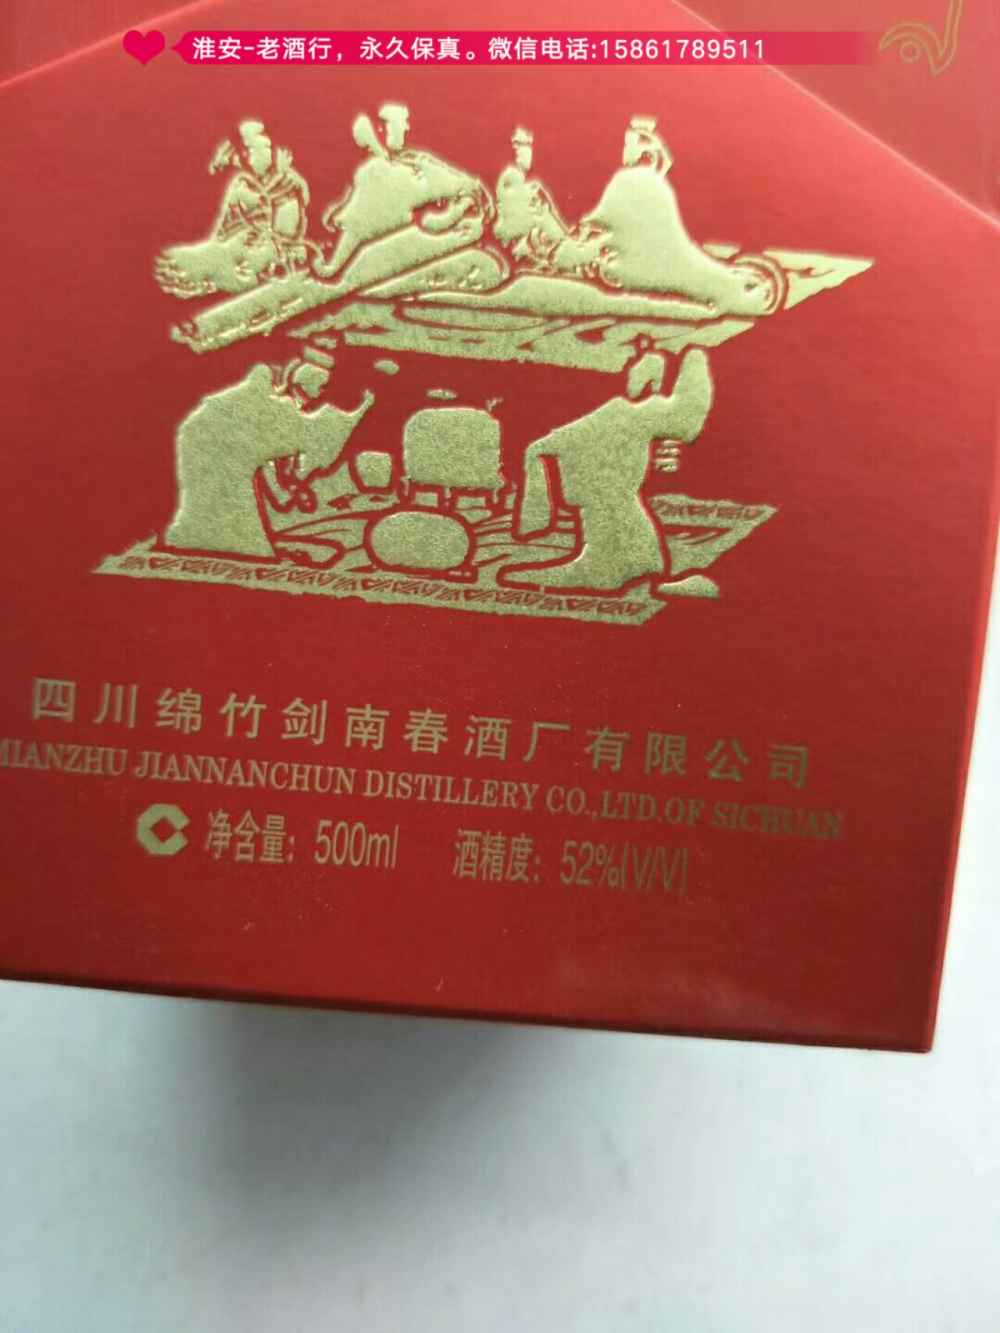 淮安-老酒行，永久保真。微信电话:15861789511
四川绵竹剑南春酒厂有限公司
MIANZHU JIANNANCHUN DISTILLERY CO.,LTD.OF SICHUAN
净含量: 500ml 酒精度: 52%(V/V)